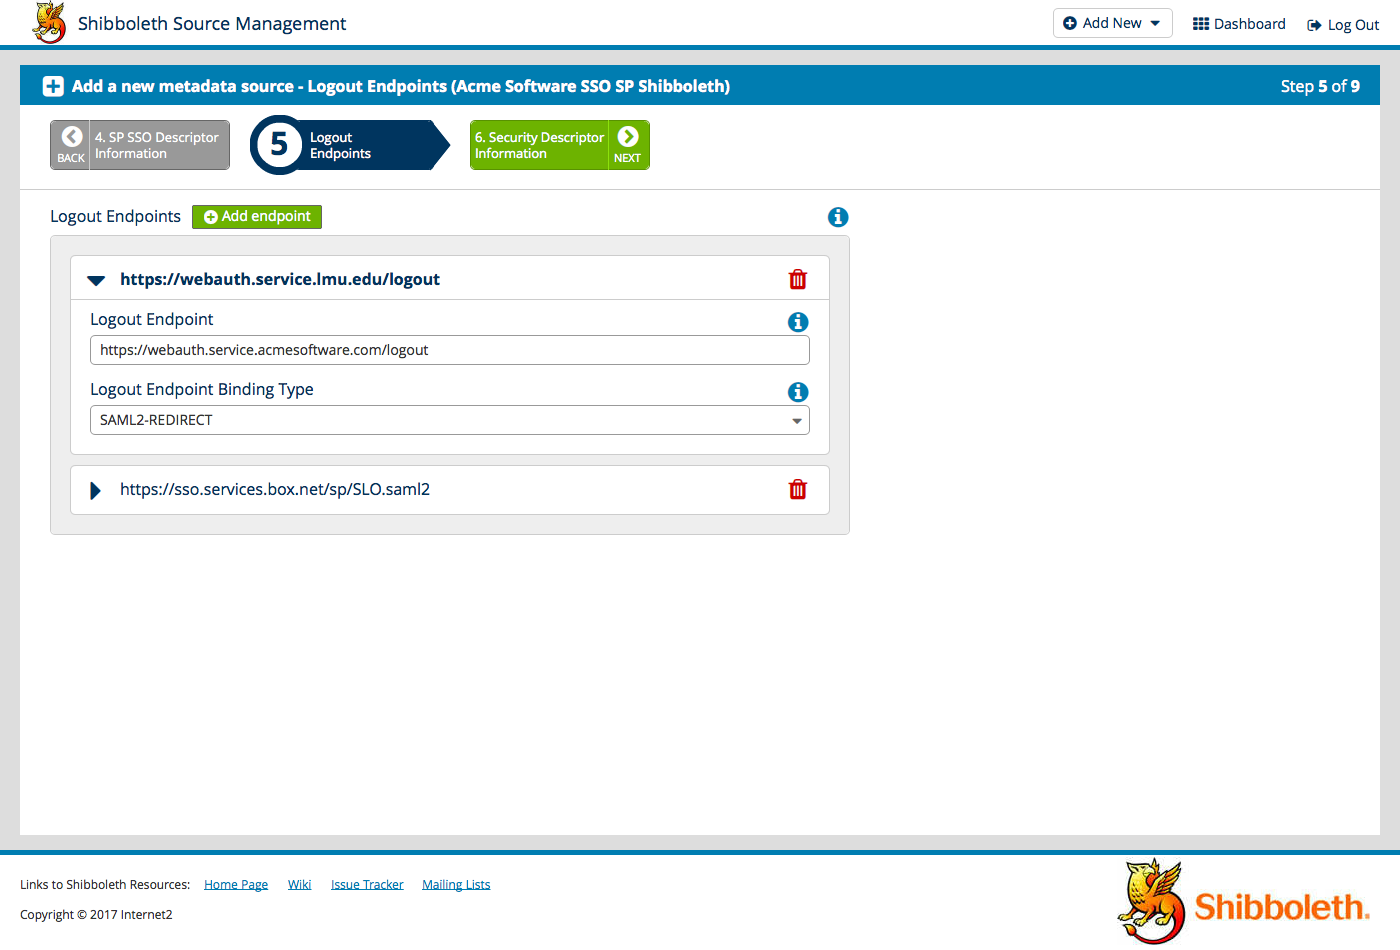 Shibboleth Source Management
Add New
Dashboard
Log Out
Add a new metadata source - Logout Endpoints (Acme Software SSO SP Shibboleth)
Step 5 of 9
BACK
4. SP SSO Descriptor
Information
5
Logout
Endpoints
6. Security Descriptor
Information
NEXT
Logout Endpoints
Add endpoint
https://webauth.service.lmu.edu/logout
Logout Endpoint
https://webauth.service.acmesoftware.com/logout
Logout Endpoint Binding Type
SAML2-REDIRECT
https://sso.services.box.net/sp/SLO.saml2
Links to Shibboleth Resources: Home Page Wiki Issue Tracker Mailing Lists
Copyright © 2017 Internet2
Shibboleth.